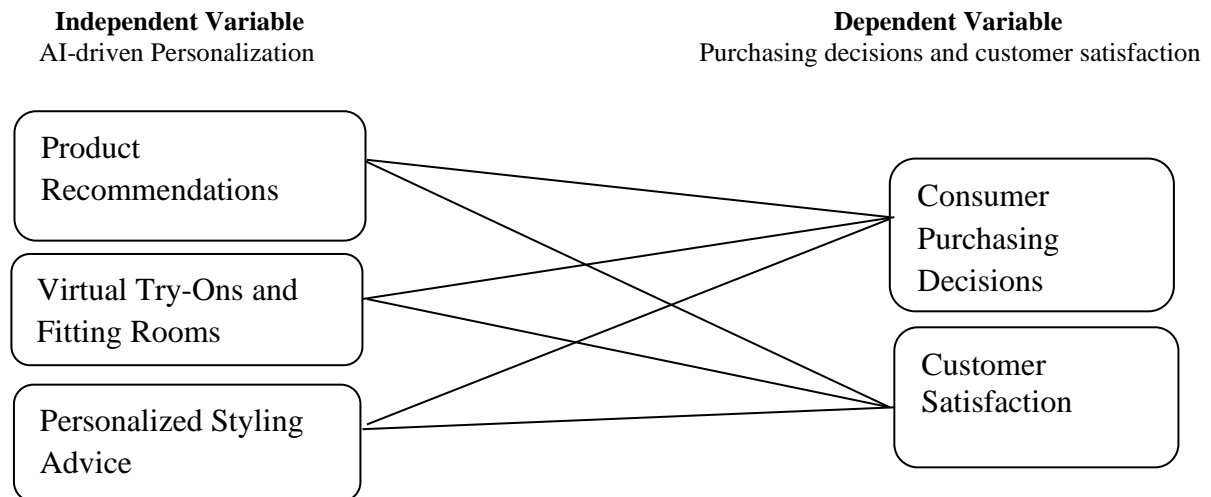 Independent Variable
AI-driven Personalization
Dependent Variable
Purchasing decisions and customer satisfaction
Product
Recommendations
Virtual Try-Ons and
Fitting Rooms
Personalized Styling
Advice
Consumer
Purchasing
Decisions
Customer
Satisfaction